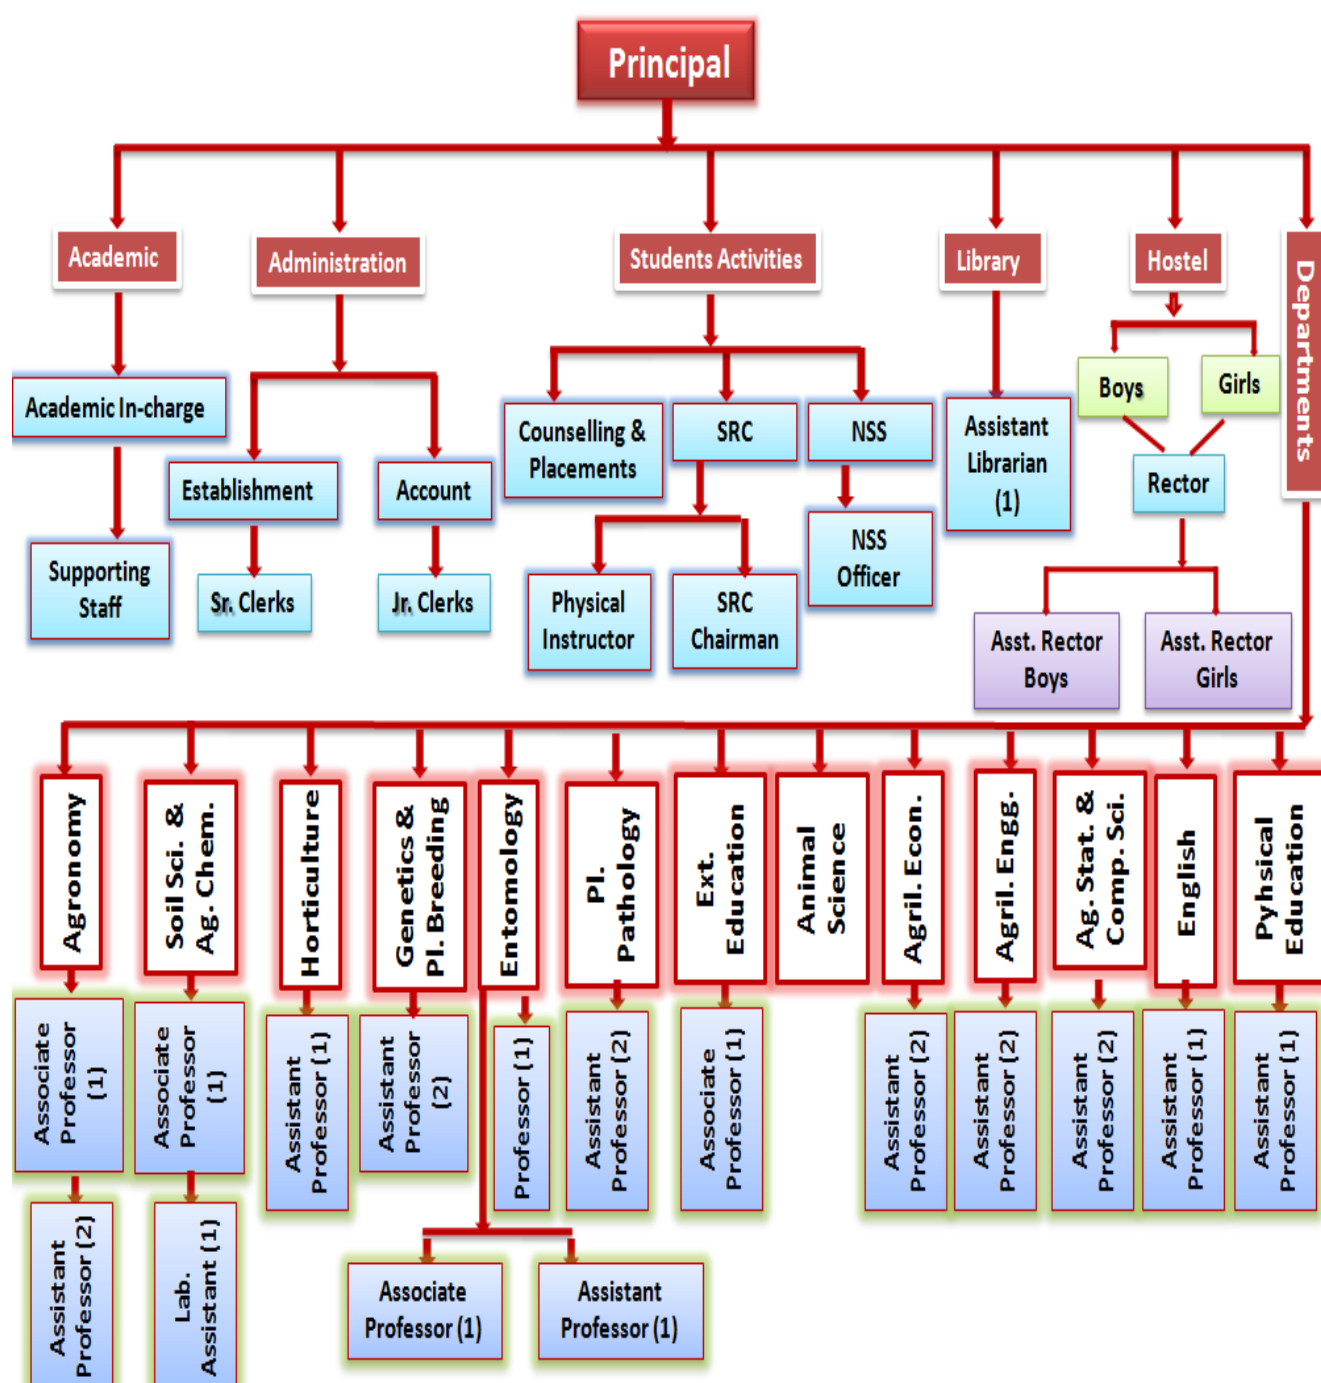 Principal
Academic
Administration
Students Activities
Library
Hostel
Departments
Academic In-charge
Supporting
Staff
Establishment
Account
Sr. Clerks
Jr. Clerks
Counselling &
Placements
SRC
NSS
Physical
Instructor
SRC
Chairman
NSS
Officer
Assistant
Librarian
(1)
Boys
Girls
Rector
Asst. Rector
Boys
Asst. Rector
Girls
Agronomy
Soil Sci. &
Ag. Chem.
Horticulture
Genetics &
Pl. Breeding
Entomology
Pl.
Pathology
Ext.
Education
Animal
Science
Agril. Econ.
Agril. Engg.
Ag. Stat. &
Comp. Sci.
English
Pyhsical
Education
Associate
Professor
(1)
Associate
Professor
(1)
Assistant
Professor (1)
Assistant
Professor
(2)
Professor (1)
Assistant
Professor (2)
Associate
Professor (1)
Assistant
Professor (2)
Assistant
Professor (2)
Assistant
Professor (2)
Assistant
Professor (1)
Assistant
Professor (1)
Assistant
Professor (2)
Lab.
Assistant (1)
Associate
Professor (1)
Assistant
Professor (1)